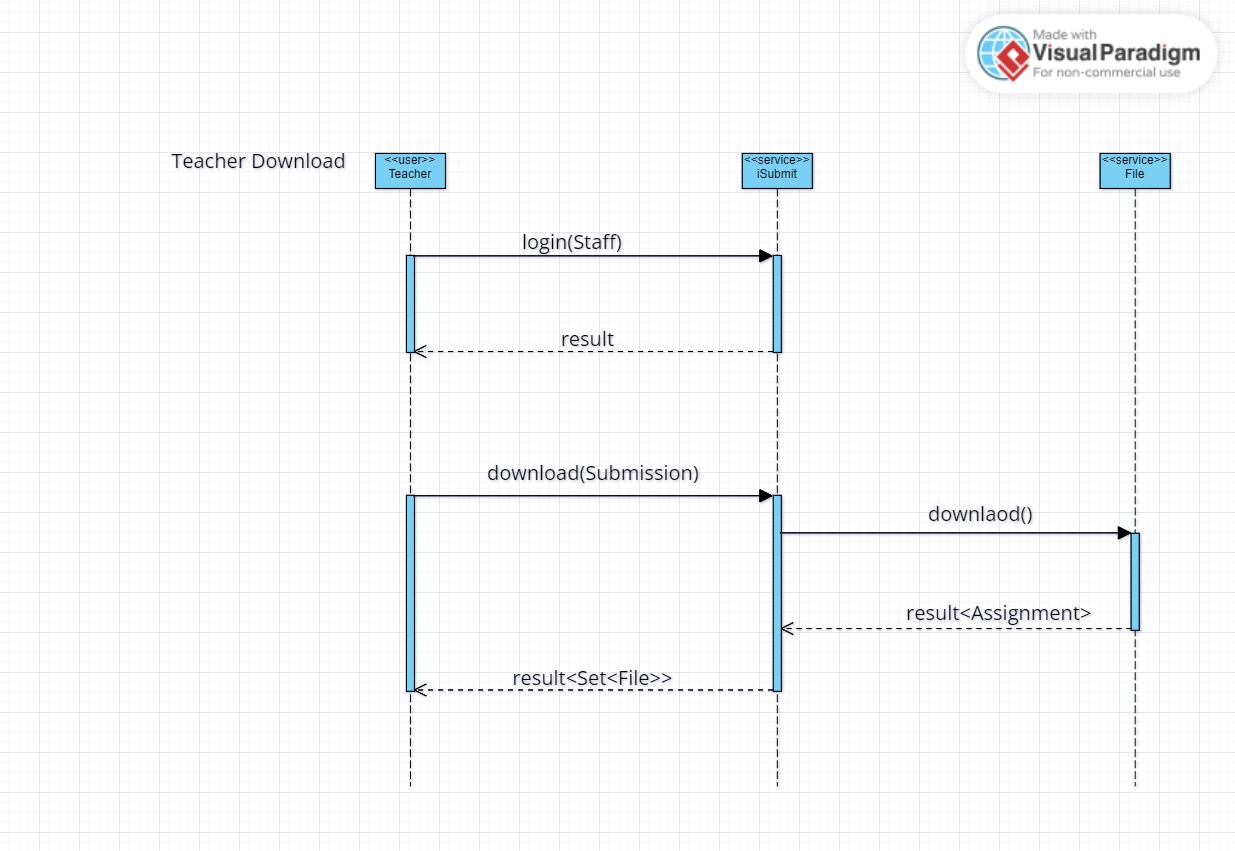 Made with
Visual Paradigm
For non-commercial use
Teacher Download
<<user>>
Teacher
<<service>>
iSubmit
<<service>>
File
login(Staff)
result
download(Submission)
downlaod()
result<Assignment>
result<Set<File>>